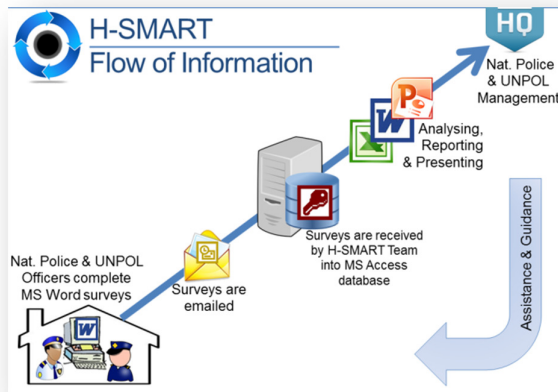 H-SMART
Flow of Information
HQ
Nat. Police
& UNPOL
Management
P
W
X
Analysing,
Reporting
& Presenting
Surveys are received
by H-SMART Team
into MS Access
database
Assistance & Guidance
Nat. Police & UNPOL
Officers complete
MS Word surveys
Surveys are
emailed
W